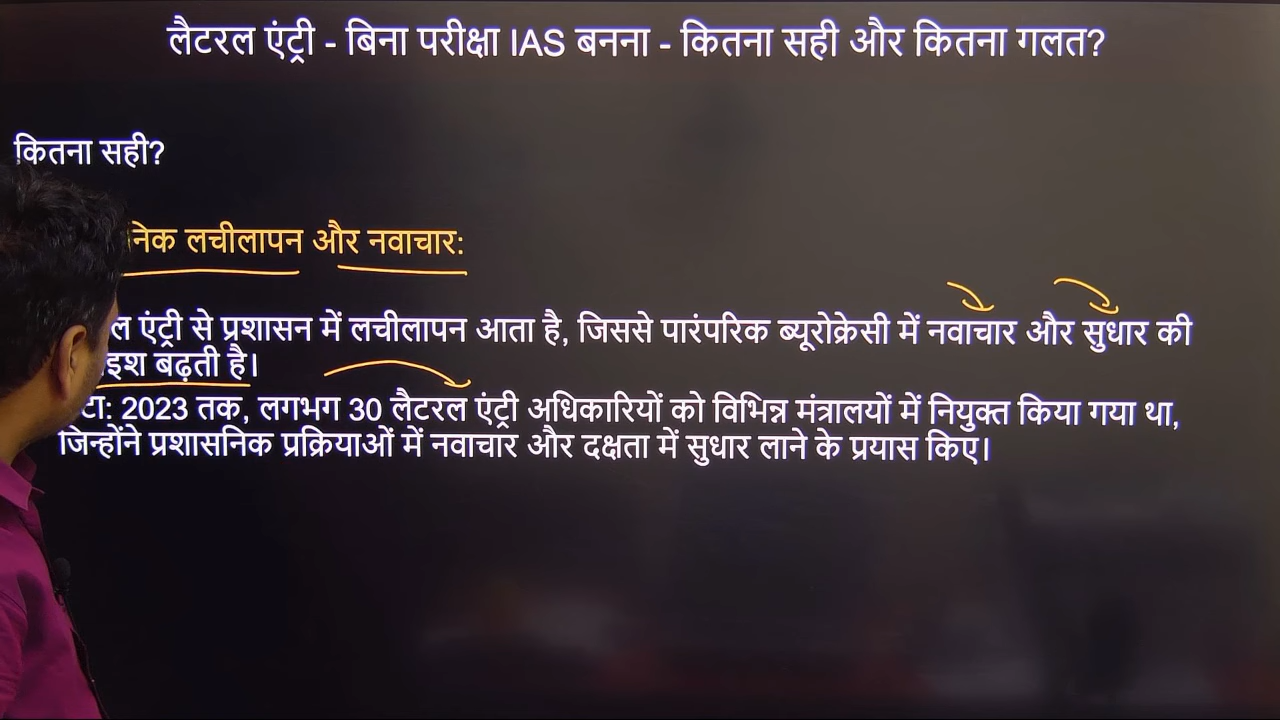 लैटरल एंट्री - बिना परीक्षा IAS बनना - कितना सही और कितना गलत?
कितना सही?
लचीलापन और नवाचार:
एंट्री से प्रशासन में लचीलापन आता है, जिससे पारंपरिक ब्यूरोक्रेसी में नवाचार और सुधार की
बढ़ती है।
2023 तक, लगभग 30 लैटरल एंट्री अधिकारियों को विभिन्न मंत्रालयों में नियुक्त किया गया था,
जिन्होंने प्रशासनिक प्रक्रियाओं में नवाचार और दक्षता में सुधार लाने के प्रयास किए।